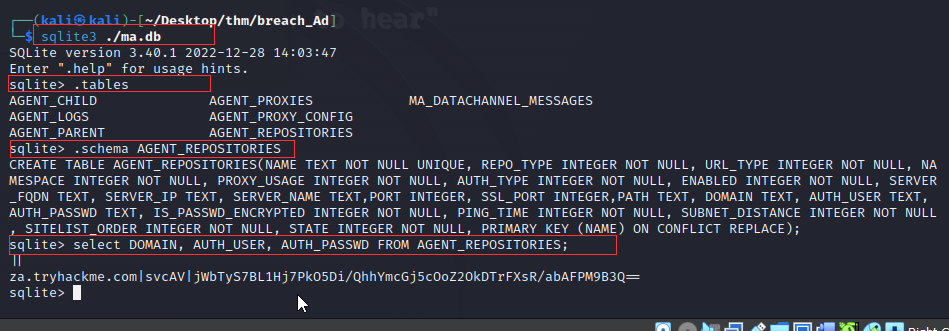 to hear"
┌──(kali㉿kali)-[~/Desktop/thm/breach_Ad]
└─$ sqlite3 ./ma.db
SQLite version 3.40.1 2022-12-28 14:03:47
Enter ".help" for usage hints.
sqlite> .tables
AGENT_CHILD AGENT_PROXIES MA_DATACHANNEL_MESSAGES
AGENT_LOGS AGENT_PROXY_CONFIG
AGENT_PARENT AGENT_REPOSITORIES
sqlite> .schema AGENT_REPOSITORIES
CREATE TABLE AGENT_REPOSITORIES(NAME TEXT NOT NULL UNIQUE, REPO_TYPE INTEGER NOT NULL, URL_TYPE INTEGER NOT NULL, NA
MESPACE INTEGER NOT NULL, PROXY_USAGE INTEGER NOT NULL, AUTH_TYPE INTEGER NOT NULL, ENABLED INTEGER NOT NULL, SERVER
_FQDN TEXT, SERVER_IP TEXT, SERVER_NAME TEXT,PORT INTEGER, SSL_PORT INTEGER,PATH TEXT, DOMAIN TEXT, AUTH_USER TEXT,
AUTH_PASSWD TEXT, IS_PASSWD_ENCRYPTED INTEGER NOT NULL, PING_TIME INTEGER NOT NULL, SUBNET_DISTANCE INTEGER NOT NULL
, SITELIST_ORDER INTEGER NOT NULL, STATE INTEGER NOT NULL, PRIMARY KEY (NAME) ON CONFLICT REPLACE);
sqlite> select DOMAIN, AUTH_USER, AUTH_PASSWD FROM AGENT_REPOSITORIES;
||
za.tryhackme.com|svcAV|jWbTyS7BL1Hj7PkO5Di/QhhYmcGj5cOoZ2OkDTrFXsR/abAFPM9B3Q==
sqlite>